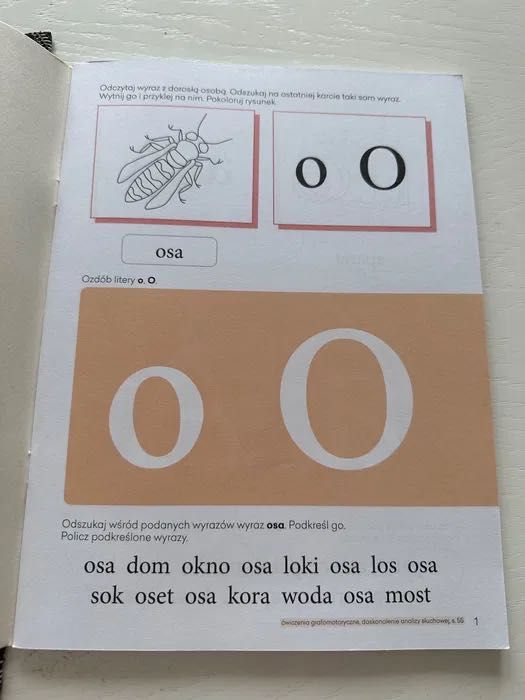 Odczytaj wyraz z dorosłą osobą. Odszukaj na ostatniej karcie taki sam wyraz.
Wytnij go i przyklej na nim. Pokoloruj rysunek.
o O
osa
Ozdób litery o, O.
o O
Odszukaj wśród podanych wyrazów wyraz osa. Podkreśl go.
Policz podkreślone wyrazy.
osa dom okno osa loki osa los osa
sok oset osa kora woda osa most
ćwiczenia grafomotoryczne, doskonalenie analizy słuchowej, s. 56 1